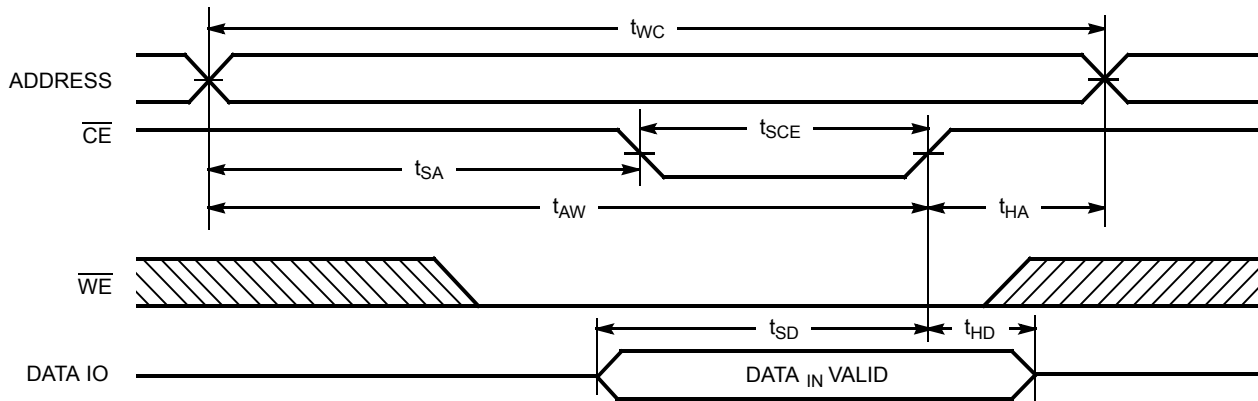 tWC
ADDRESS
CE
tSCE
tSA
tAW
tHA
WE
tSD
tHD
DATA IO
DATA IN VALID